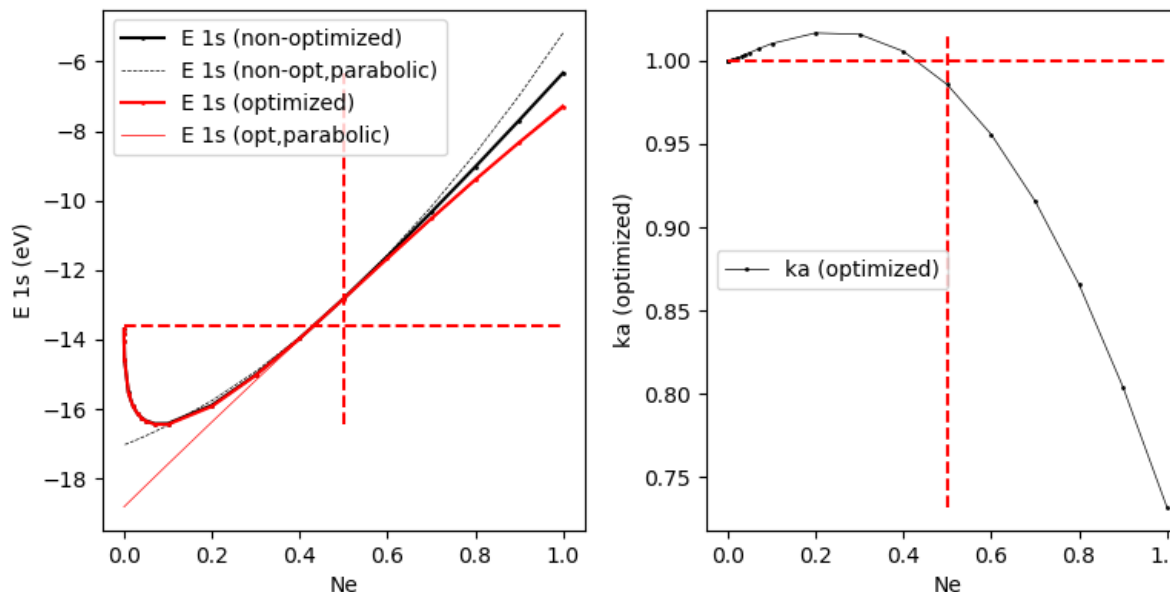 E 1s (non-optimized)
E 1s (non-opt,parabolic)
E 1s (optimized)
E 1s (opt,parabolic)
E 1s (eV)
−6
−8
−10
−12
−14
−16
−18
0.0 0.2 0.4 0.6 0.8 1.0
Ne
ka (optimized)
ka (optimized)
1.00
0.95
0.90
0.85
0.80
0.75
0.0 0.2 0.4 0.6 0.8 1.
Ne